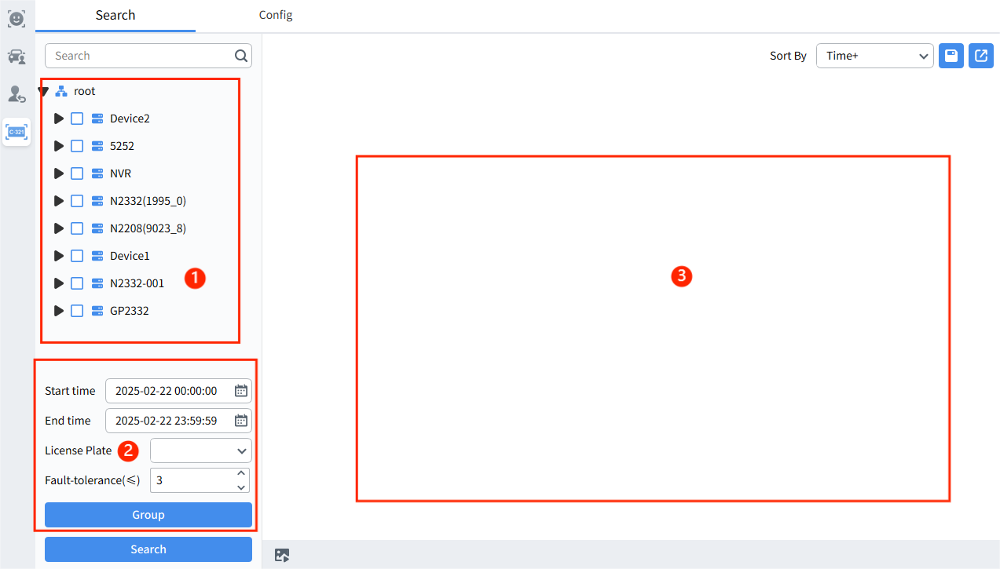 Search
Config
Search
Sort By
Time+
root
Device2
5252
NVR
N2332(1995_0)
N2208(9023_8)
Device1
N2332-001
GP2332
1
3
Start time
2025-02-22 00:00:00
End time
2025-02-22 23:59:59
License Plate
2
Fault-tolerance(⩽)
3
Group
Search
C-321